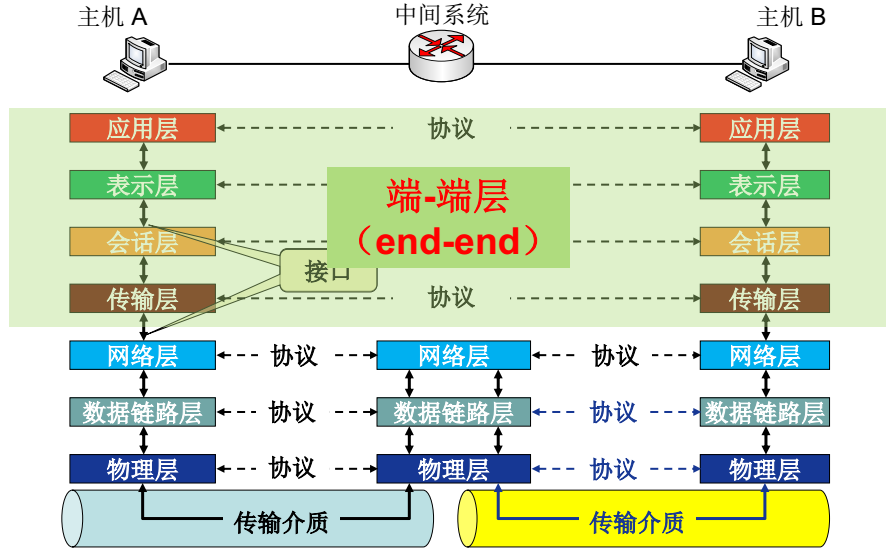 主机 A
中间系统
主机 B
应用层
协议
应用层
表示层
表示层
端-端层
（end-end）
会话层
会话层
接口
传输层
协议
传输层
网络层
协议
网络层
协议
网络层
数据链路层
协议
数据链路层
协议
数据链路层
物理层
协议
物理层
协议
物理层
传输介质
传输介质